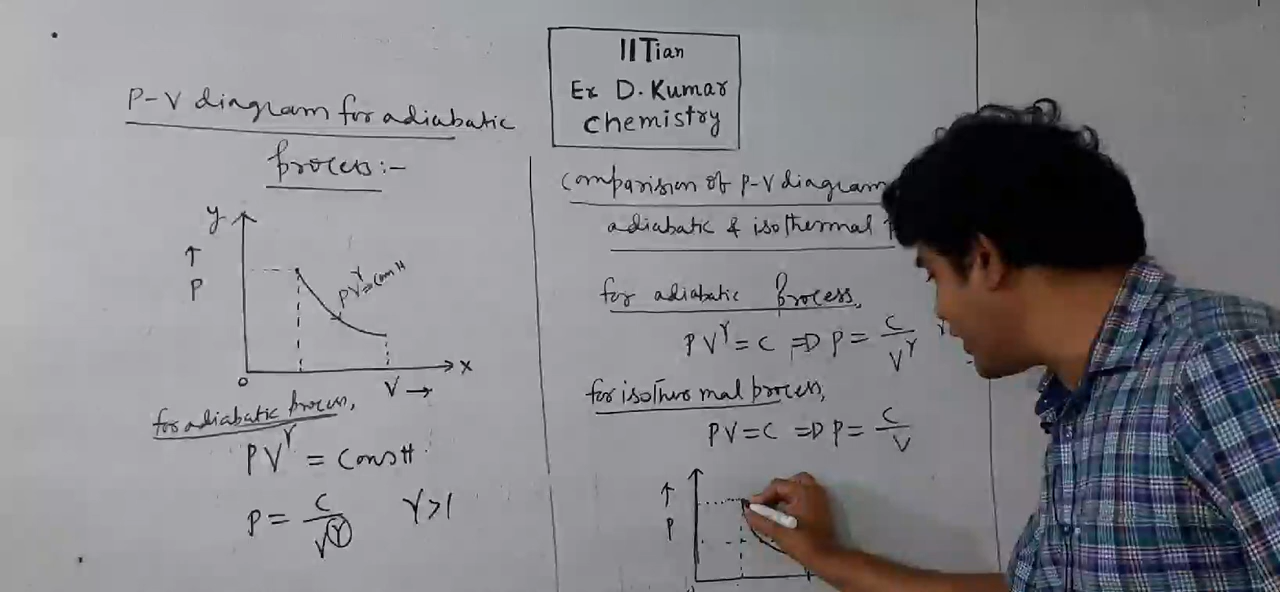 P-V diagram for adiabatic
process:-
y
↑
P
PV^γ = const
0
V →
x
for adiabatic process,
PV^γ = const
P = C/V^γ γ>1
IITian
Ex D. Kumar
Chemistry
Comparision of P-V diagram
adiabatic & isothermal
for adiabatic process,
PV^γ = C ⇒ P = C/V^γ
for isothermal process,
PV = C ⇒ P = C/V
↑
P